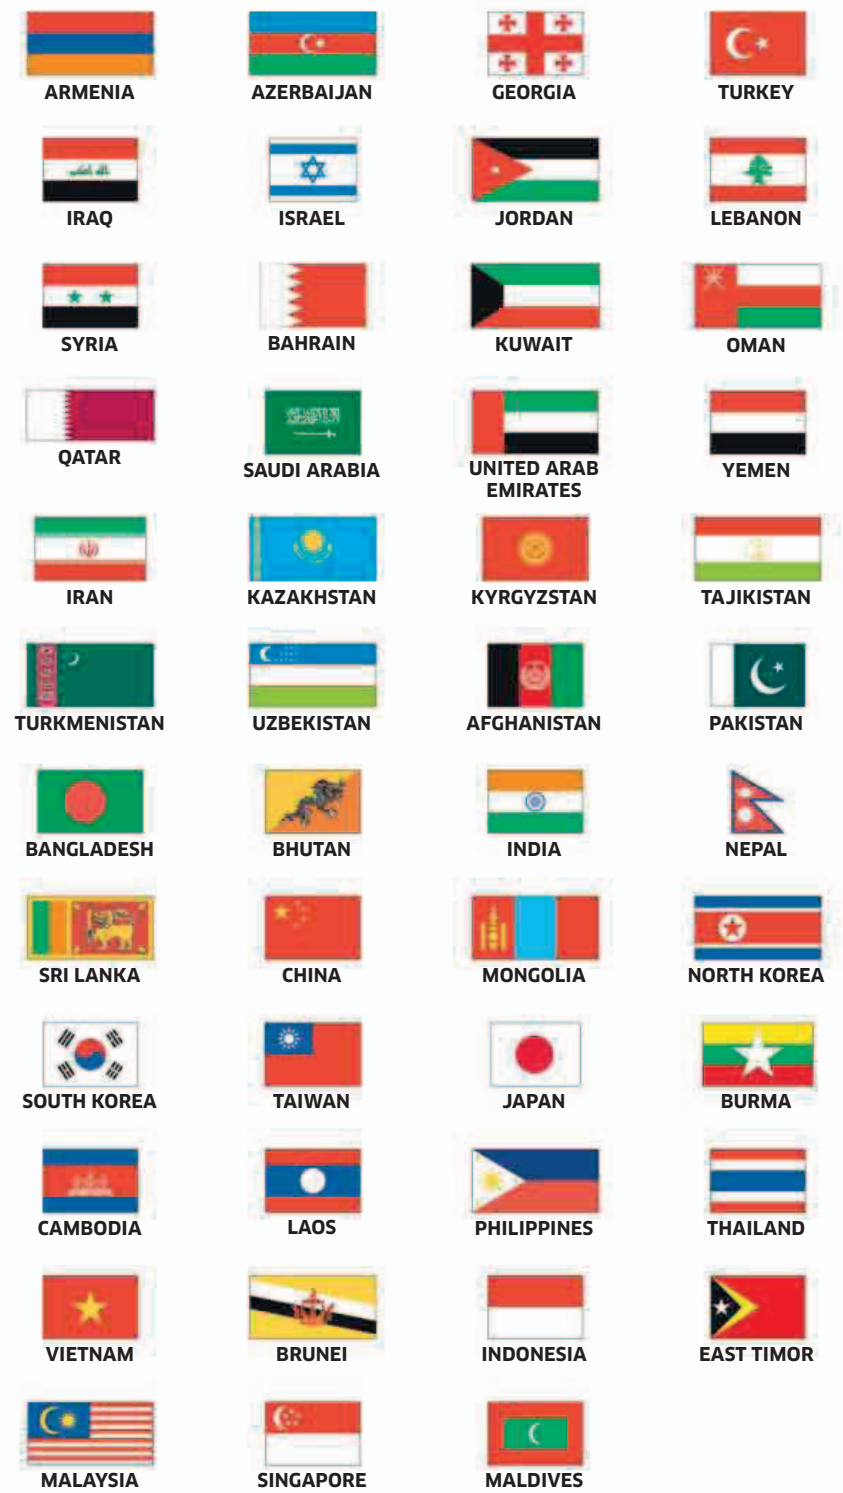 ARMENIA
AZERBAIJAN
GEORGIA
TURKEY
IRAQ
ISRAEL
JORDAN
LEBANON
SYRIA
BAHRAIN
KUWAIT
OMAN
QATAR
SAUDI ARABIA
UNITED ARAB
EMIRATES
YEMEN
IRAN
KAZAKHSTAN
KYRGYZSTAN
TAJIKISTAN
TURKMENISTAN
UZBEKISTAN
AFGHANISTAN
PAKISTAN
BANGLADESH
BHUTAN
INDIA
NEPAL
SRI LANKA
CHINA
MONGOLIA
NORTH KOREA
SOUTH KOREA
TAIWAN
JAPAN
BURMA
CAMBODIA
LAOS
PHILIPPINES
THAILAND
VIETNAM
BRUNEI
INDONESIA
EAST TIMOR
MALAYSIA
SINGAPORE
MALDIVES